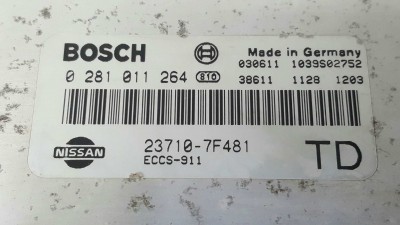 BOSCH
Made in Germany
030611 1039S02752
0 281 011 264 810
38611 1128 1203
NISSAN
23710-7F481
ECCS-911
TD